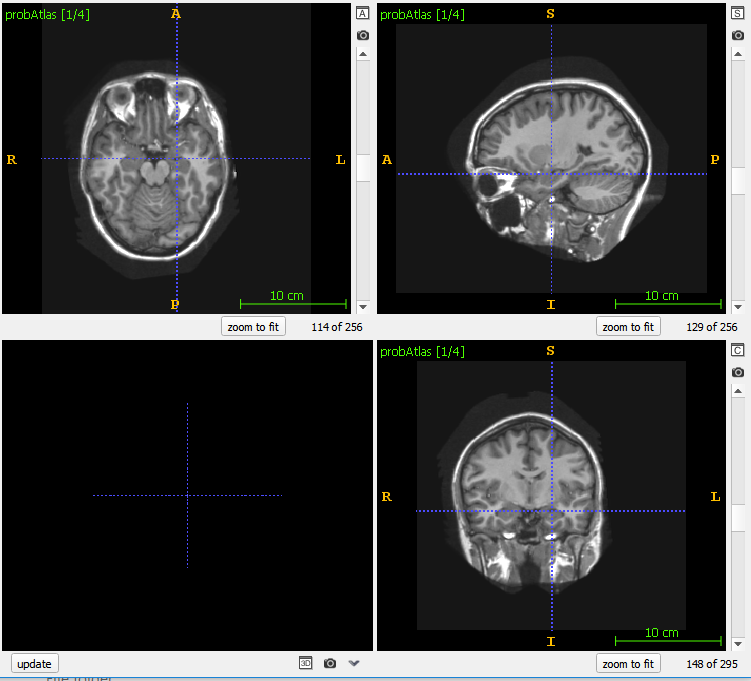 probAtlas [1/4]
A
A
R
L
10 cm
P
zoom to fit
114 of 256
probAtlas [1/4]
S
S
A
P
10 cm
I
zoom to fit
129 of 256
update
3D
probAtlas [1/4]
S
C
R
L
10 cm
I
zoom to fit
148 of 295